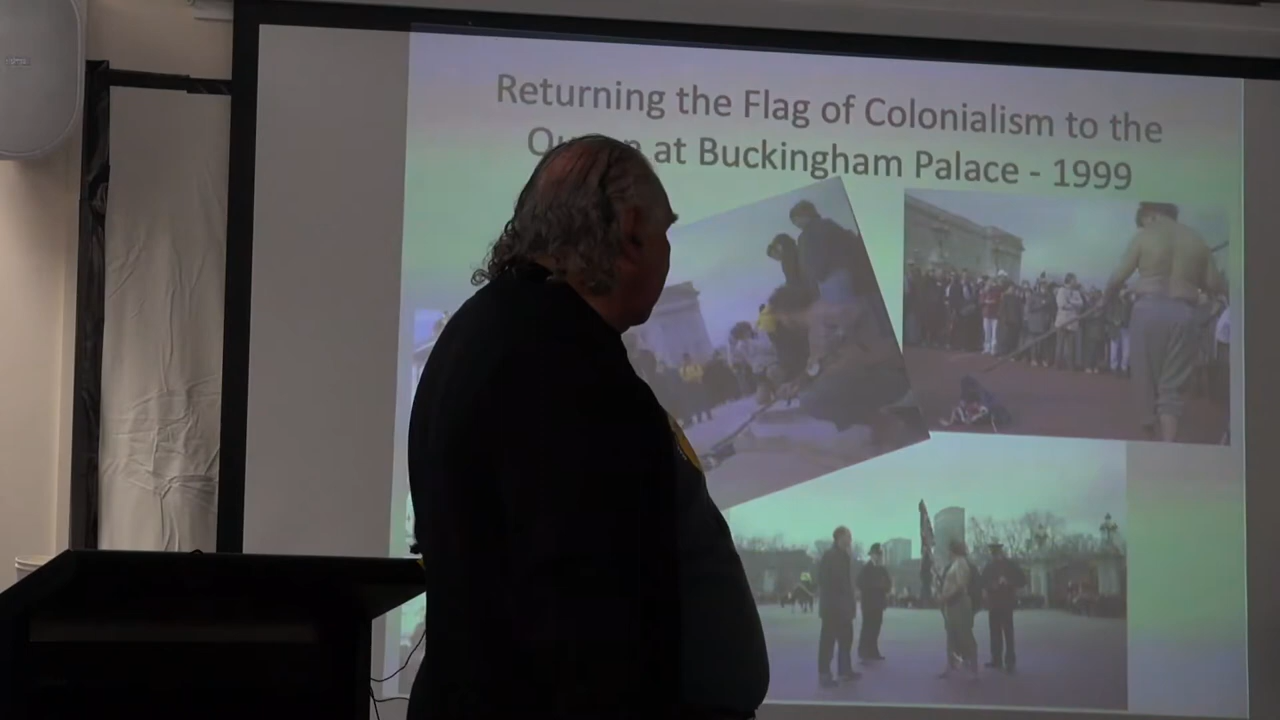 Returning the Flag of Colonialism to the
at Buckingham Palace - 1999